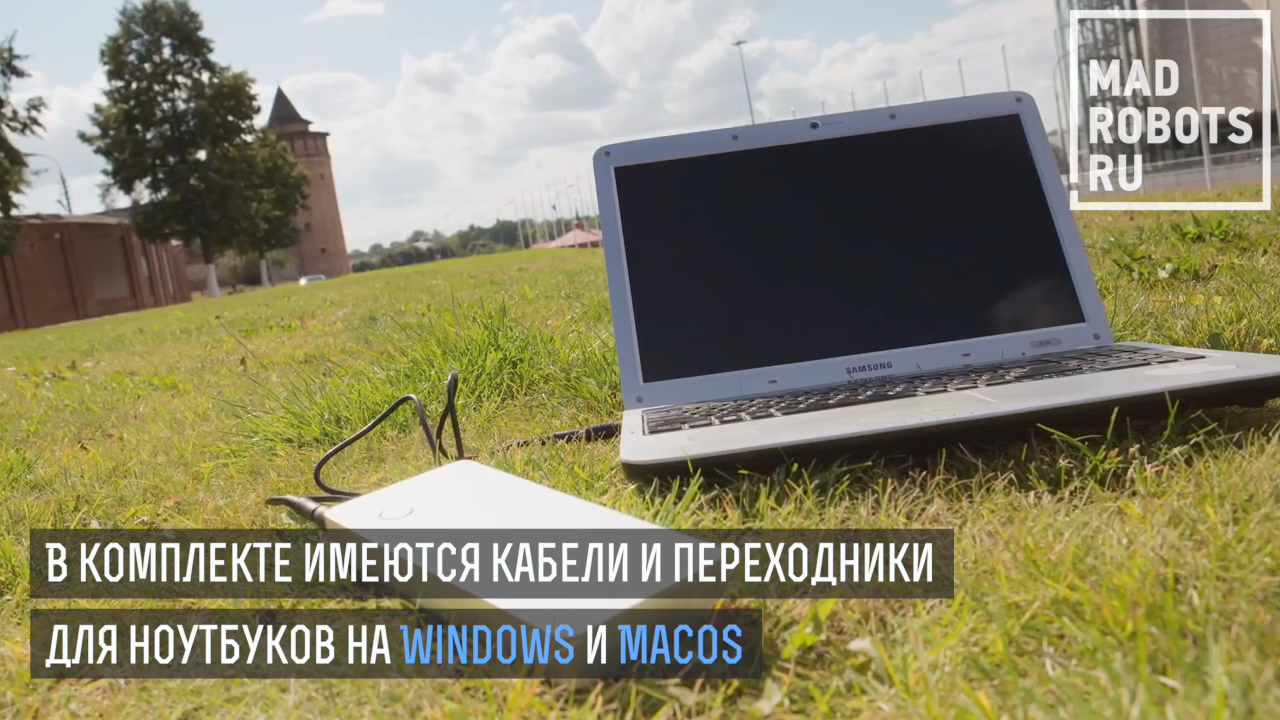 MAD
ROBOTS
RU
SAMSUNG
В КОМПЛЕКТЕ ИМЕЮТСЯ КАБЕЛИ И ПЕРЕХОДНИКИ
ДЛЯ НОУТБУКОВ НА WINDOWS И MACOS